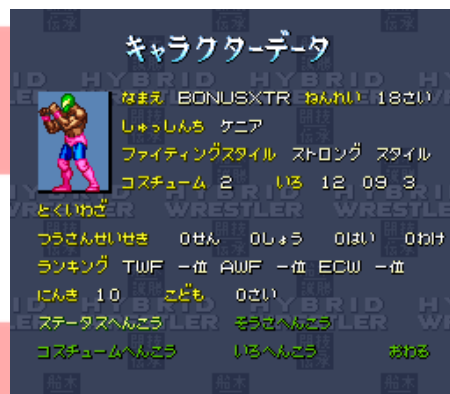 キャラクターデータ
なまえ BONUSXTR ねんれい 18さい
しゅっしんち ケニア
ファイティングスタイル ストロング スタイル
コスチューム 2 いろ 12 09 3
とくいわざ
つうさんせいせき 0せん 0しょう 0はい 0わけ
ランキング TWF -位 AWF -位 ECW -位
にんき 10 こども 0さい
ステータスへんこう そうさへんこう
コスチュームへんこう いろへんこう おわる